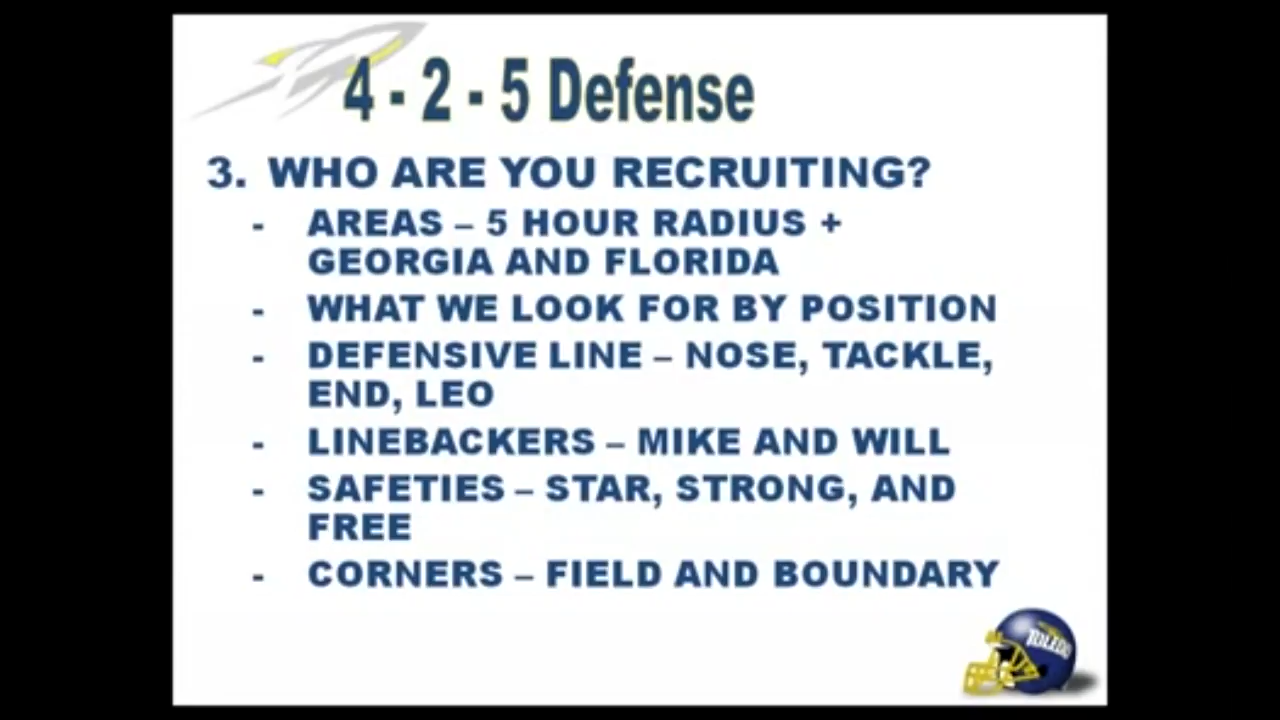 4 - 2 - 5 Defense
3. WHO ARE YOU RECRUITING?
- AREAS – 5 HOUR RADIUS +
GEORGIA AND FLORIDA
- WHAT WE LOOK FOR BY POSITION
- DEFENSIVE LINE – NOSE, TACKLE,
END, LEO
- LINEBACKERS – MIKE AND WILL
- SAFETIES – STAR, STRONG, AND
FREE
- CORNERS – FIELD AND BOUNDARY
TOLEDO